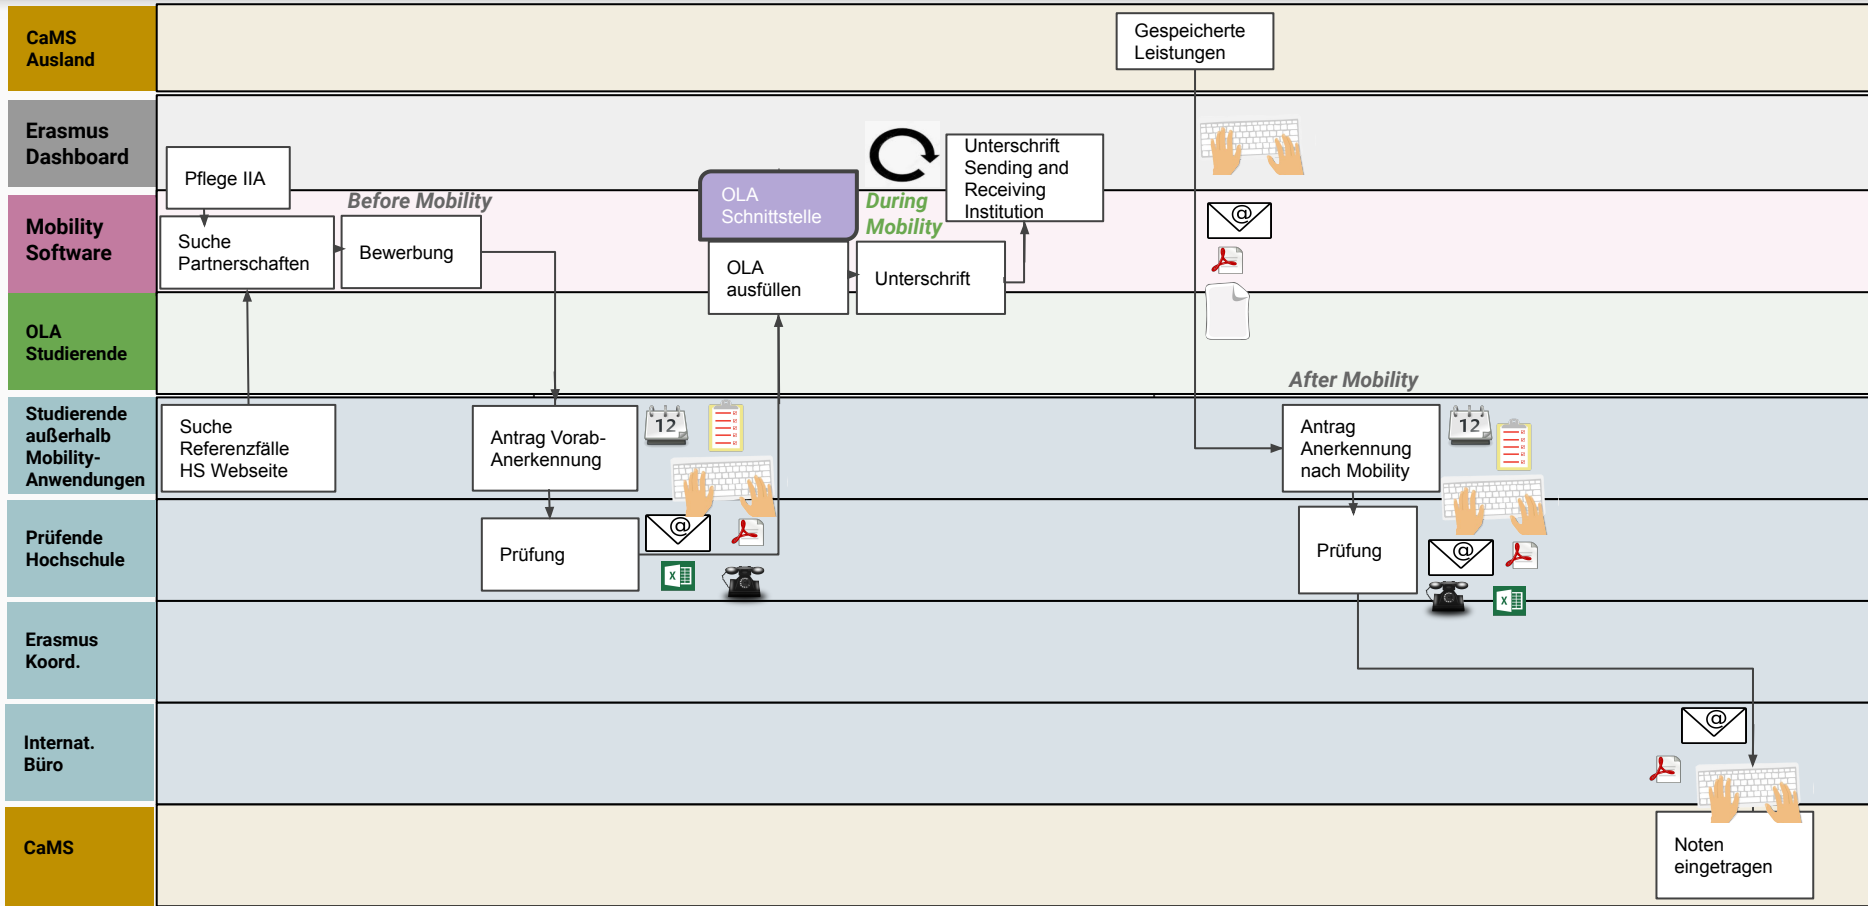 CaMS
Ausland
Gespeicherte
Leistungen
Erasmus
Dashboard
Pflege IIA
Unterschrift
Sending and
Receiving
Institution
Mobility
Software
Before Mobility
Suche
Partnerschaften
Bewerbung
OLA
Schnittstelle
During
Mobility
OLA
ausfüllen
Unterschrift
@
OLA
Studierende
After Mobility
Studierende
außerhalb
Mobility-
Anwendungen
Suche
Referenzfälle
HS Webseite
Antrag Vorab-
Anerkennung
12
Antrag
Anerkennung
nach Mobility
12
Prüfende
Hochschule
Prüfung
@
X
Prüfung
@
X
Erasmus
Koord.
Internat.
Büro
@
CaMS
Noten
eingetragen